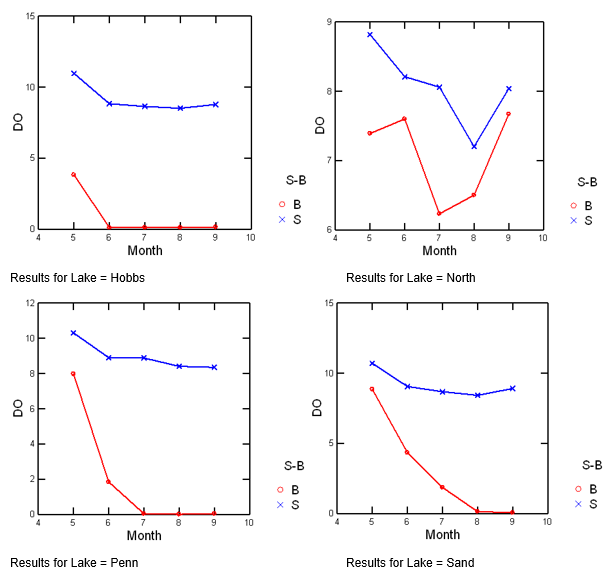 15
10
5
0
DO
4 5 6 7 8 9 10
Month
S-B
B
S
Results for Lake = Hobbs
9
8
7
6
DO
4 5 6 7 8 9 10
Month
S-B
B
S
Results for Lake = North
12
10
8
6
4
2
0
DO
4 5 6 7 8 9 10
Month
S-B
B
S
Results for Lake = Penn
15
10
5
0
DO
4 5 6 7 8 9 10
Month
S-B
B
S
Results for Lake = Sand